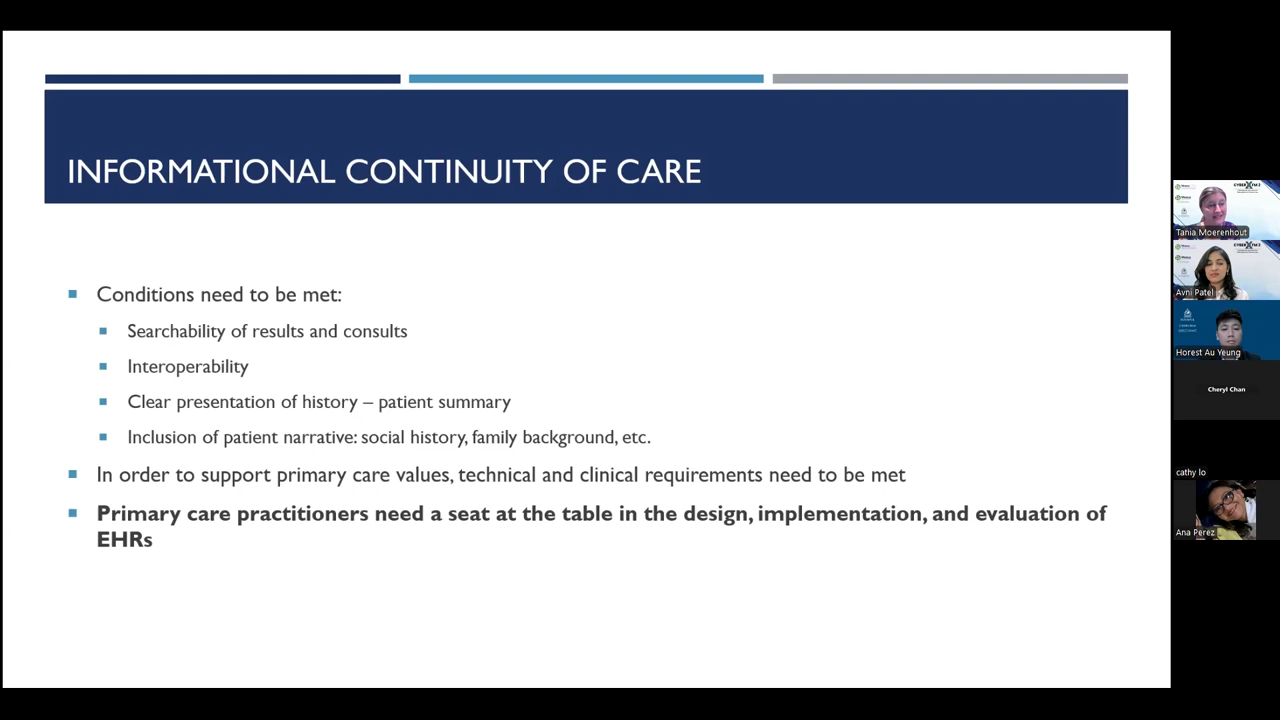 INFORMATIONAL CONTINUITY OF CARE
Conditions need to be met:
Searchability of results and consults
Interoperability
Clear presentation of history – patient summary
Inclusion of patient narrative: social history, family background, etc.
In order to support primary care values, technical and clinical requirements need to be met
Primary care practitioners need a seat at the table in the design, implementation, and evaluation of
EHRs
Tania Moerenhout
Avni Patel
Horest Au Yeung
Cheryl Chan
cathy lo
Ana Perez